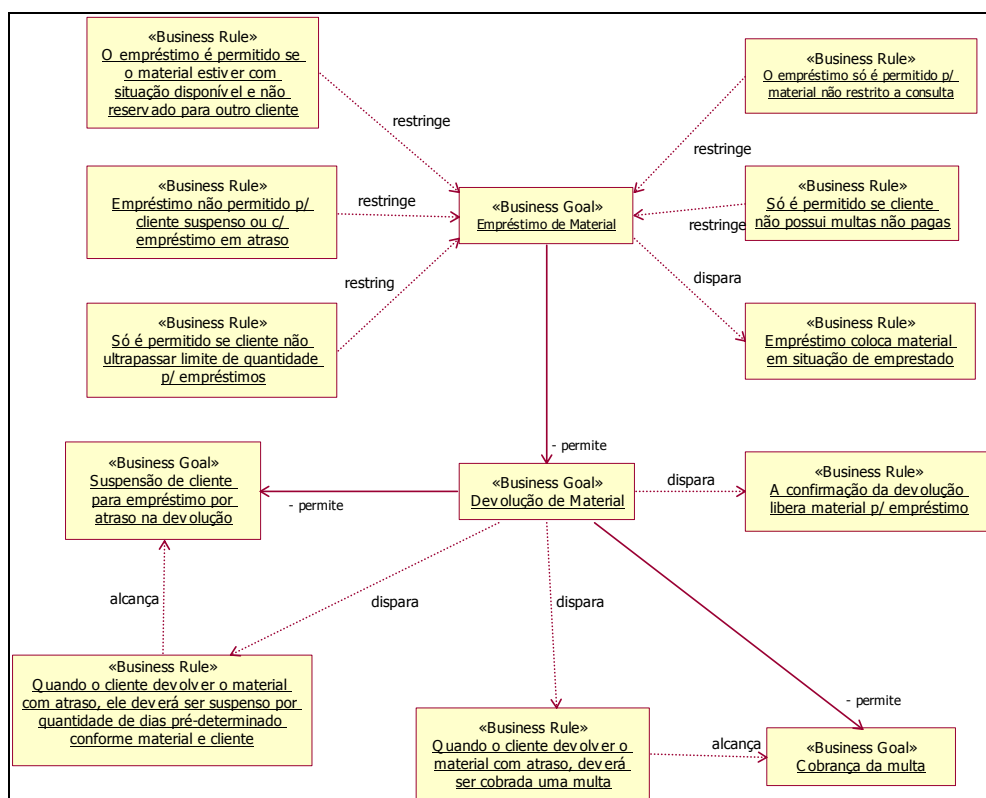 «Business Rule»
O empréstimo é permitido se
o material estiver com
situação disponível e não
reservado para outro cliente
«Business Rule»
O empréstimo só é permitido p/
material não restrito a consulta
restringe
restringe
«Business Rule»
Empréstimo não permitido p/
cliente suspenso ou c/
empréstimo em atraso
restringe
«Business Goal»
Empréstimo de Material
«Business Rule»
Só é permitido se cliente
não possui multas não pagas
restringe
restring
dispara
«Business Rule»
Só é permitido se cliente não
ultrapassar limite de quantidade
p/ empréstimos
«Business Rule»
Empréstimo coloca material
em situação de emprestado
- permite
«Business Goal»
Suspensão de cliente
para empréstimo por
atraso na devolução
- permite
«Business Goal»
Devolução de Material
dispara
«Business Rule»
A confirmação da devolução
libera material p/ empréstimo
alcança
dispara
dispara
- permite
«Business Rule»
Quando o cliente devolver o material
com atraso, ele deverá ser suspenso por
quantidade de dias pré-determinado
conforme material e cliente
«Business Rule»
Quando o cliente devolver o
material com atraso, deverá
ser cobrada uma multa
alcança
«Business Goal»
Cobrança da multa